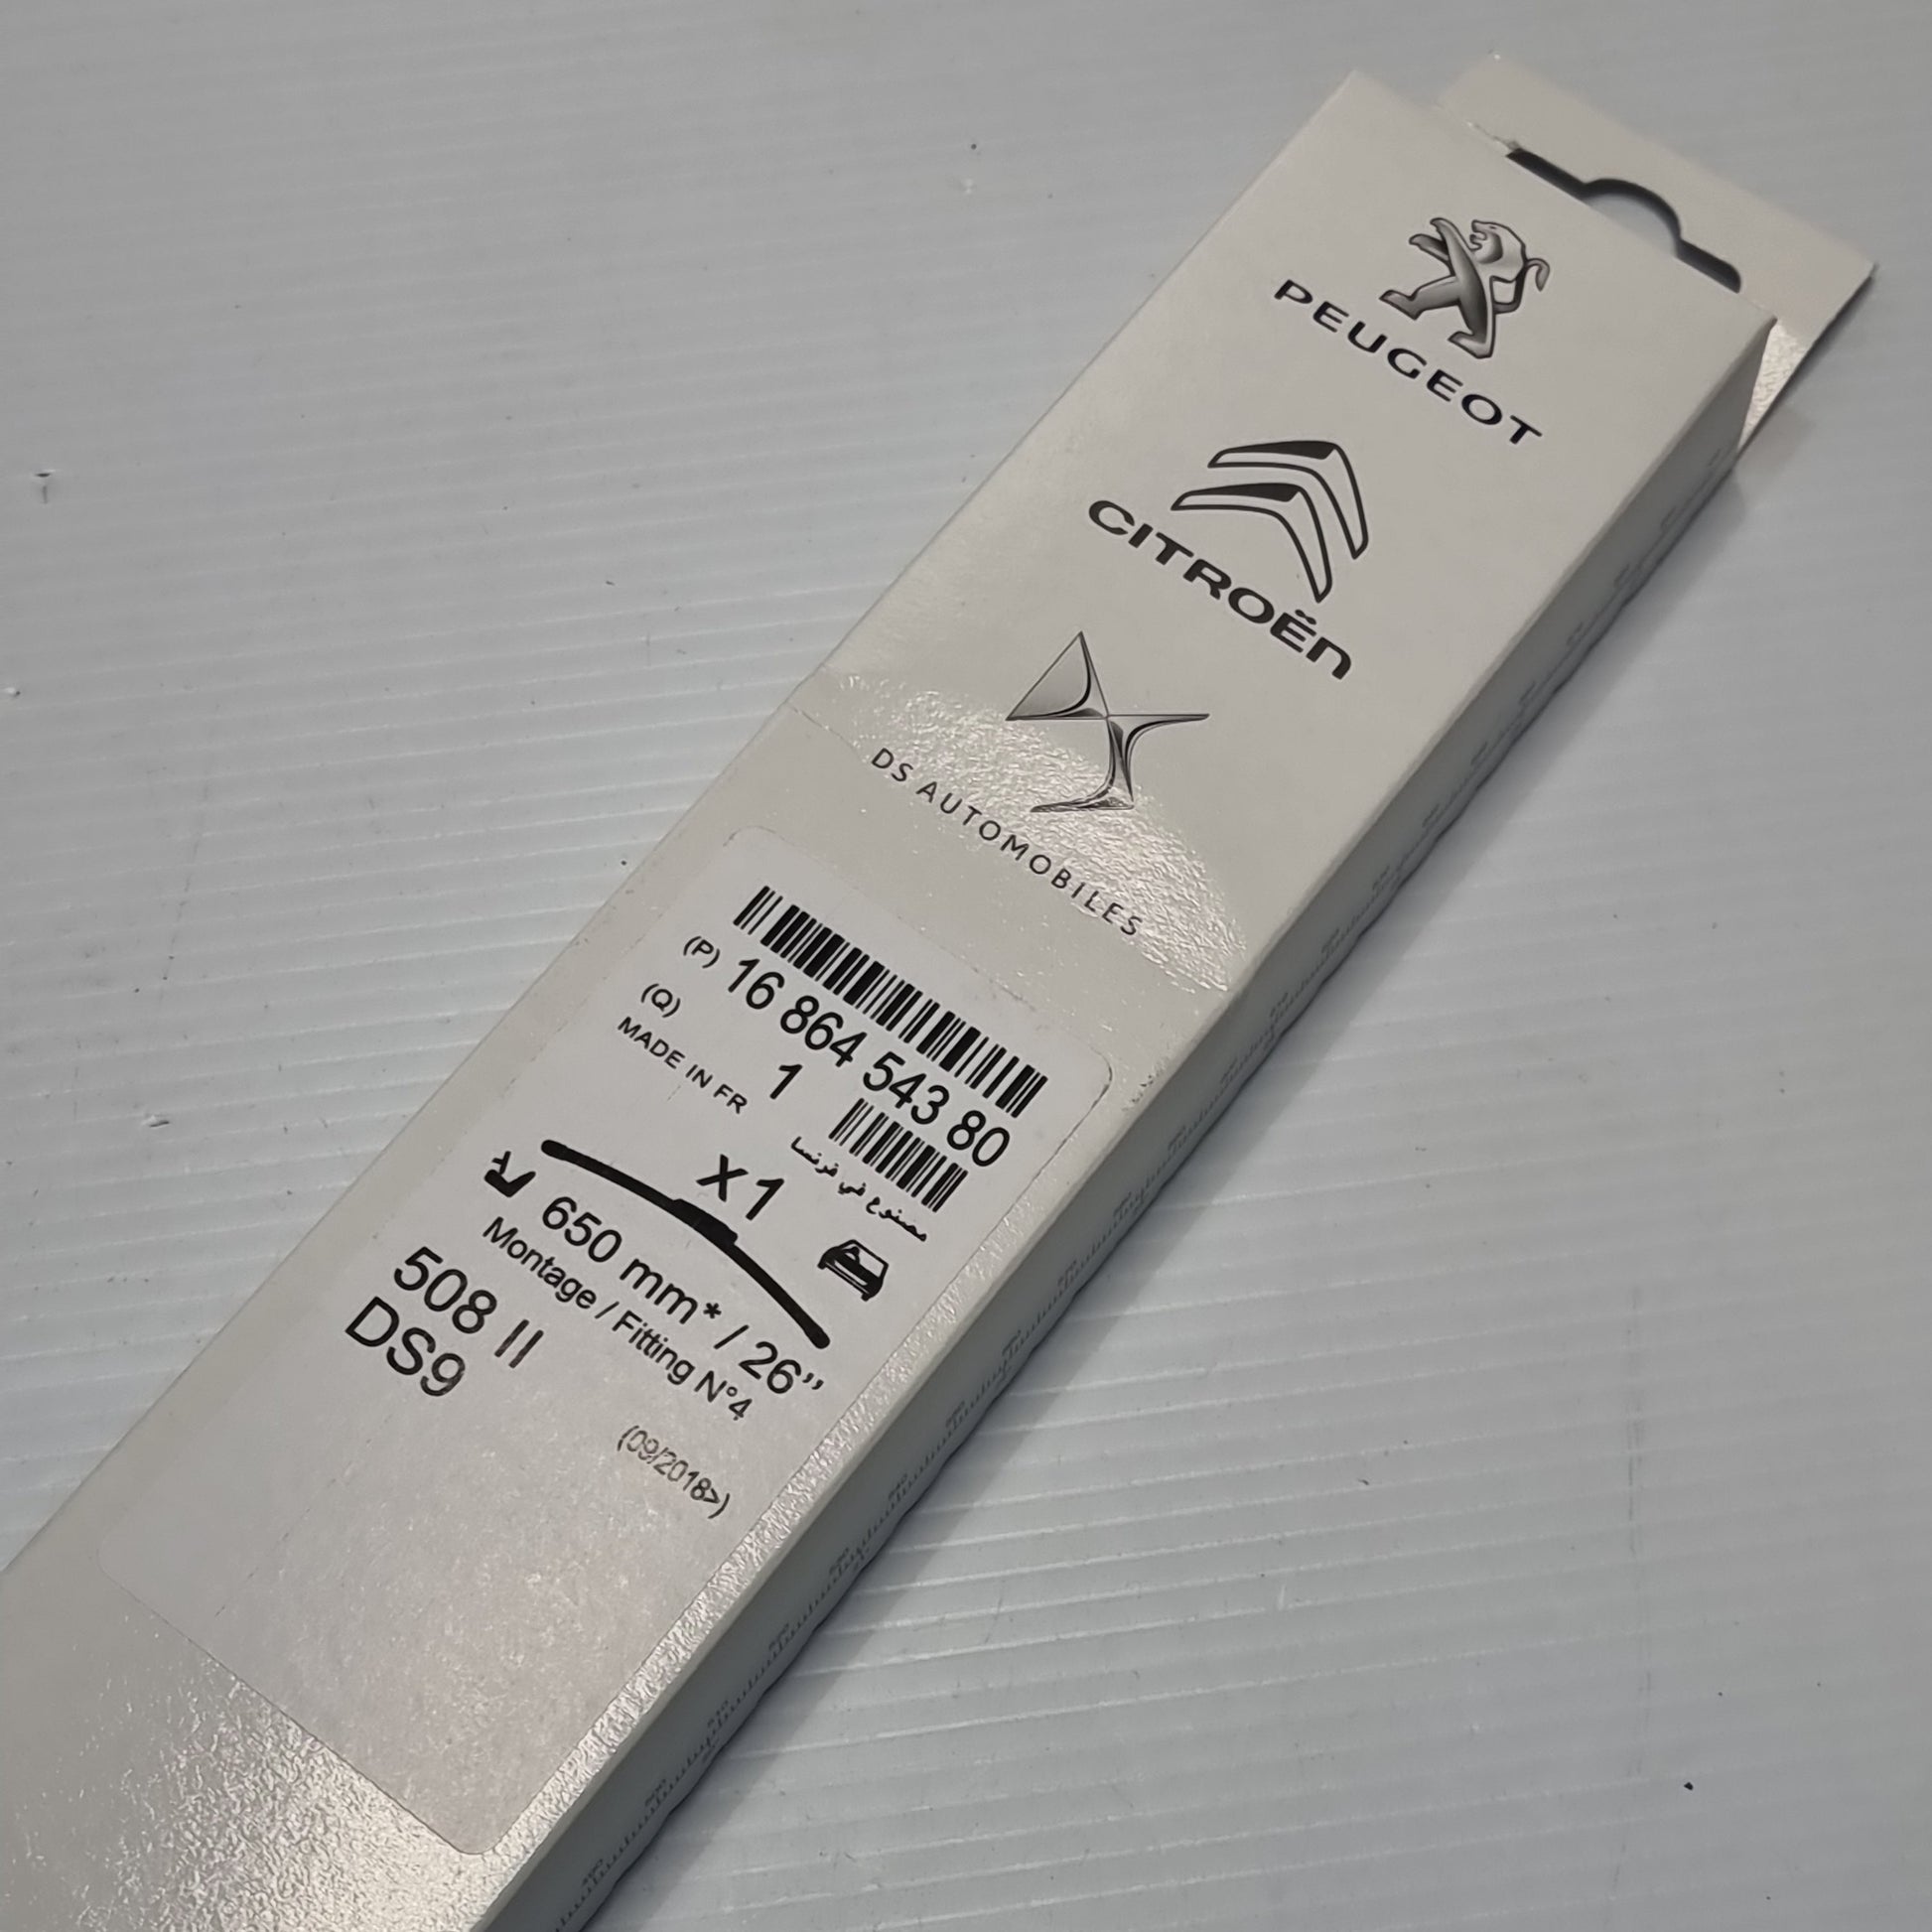 PEUGEOT
CITROËN
DS AUTOMOBILES
(P) 16 864 543 80
(Q) 1
MADE IN FR
مصنوع في فرنسا
x1
650 mm* / 26”
Montage / Fitting N°4
508 II
DS9
(09/2018>)